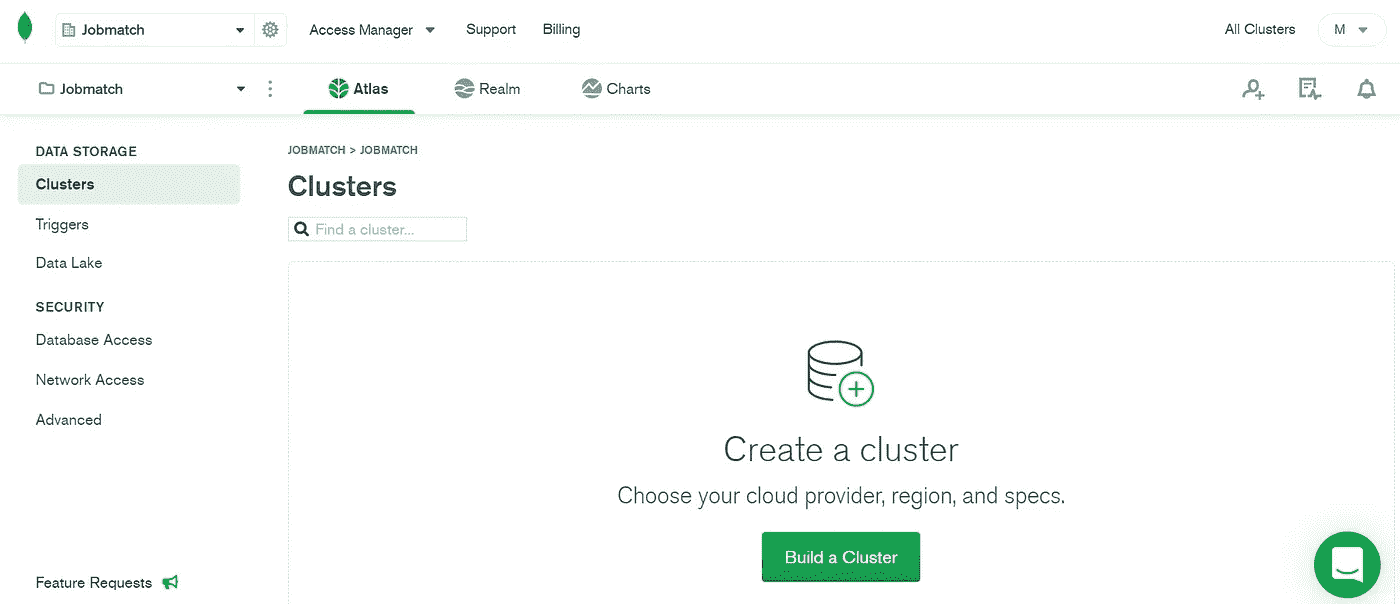 Jobmatch Access Manager Support Billing All Clusters M
Jobmatch Atlas Realm Charts
DATA STORAGE
Clusters
Triggers
Data Lake
SECURITY
Database Access
Network Access
Advanced
Feature Requests
JOBMATCH > JOBMATCH
Clusters
Find a cluster...
Create a cluster
Choose your cloud provider, region, and specs.
Build a Cluster